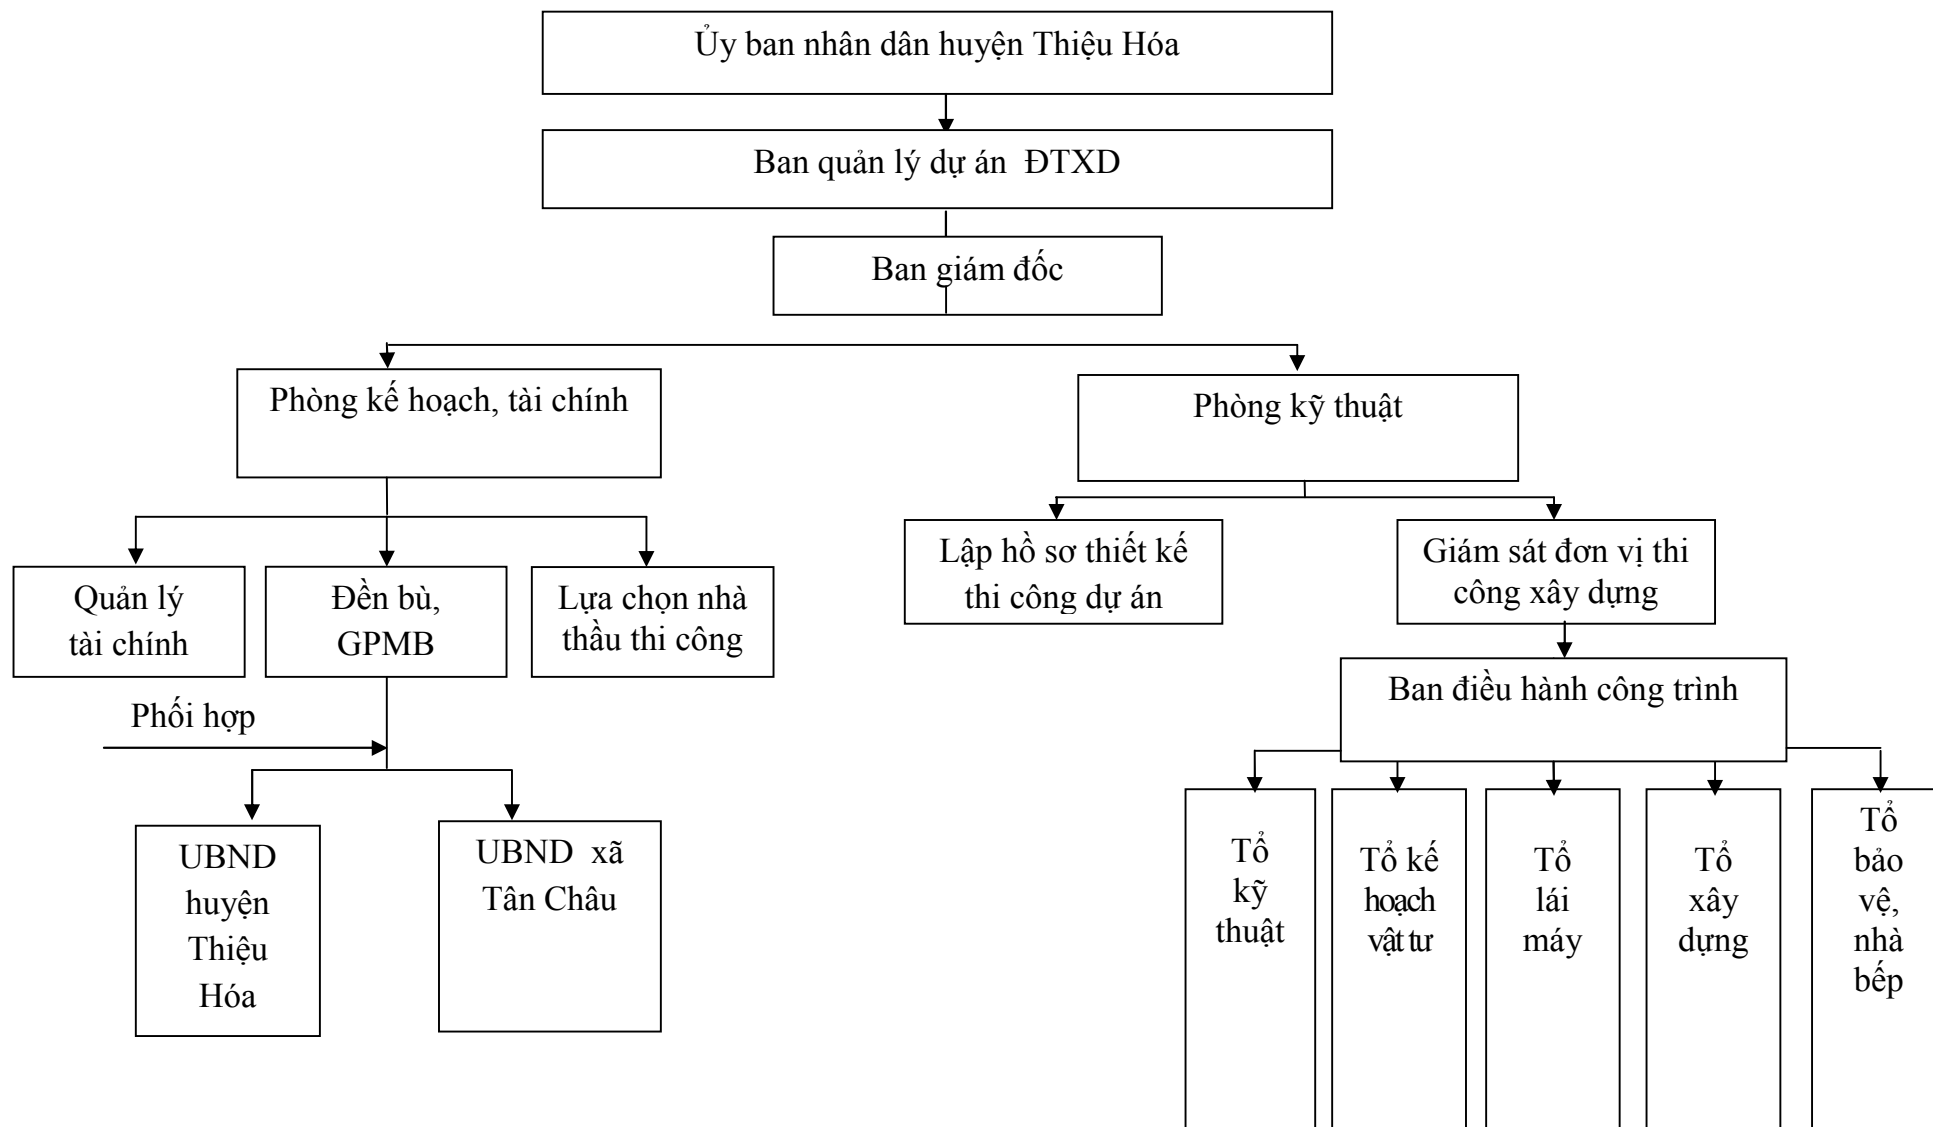 Ủy ban nhân dân huyện Thiệu Hóa
Ban quản lý dự án ĐTXD
Ban giám đốc
Phòng kế hoạch, tài chính
Phòng kỹ thuật
Quản lý
tài chính
Đền bù,
GPMB
Lựa chọn nhà
thầu thi công
Lập hồ sơ thiết kế
thi công dự án
Giám sát đơn vị thi
công xây dựng
Ban điều hành công trình
Phối hợp
UBND
huyện
Thiệu
Hóa
UBND xã
Tân Châu
Tổ
kỹ
thuật
Tổ kế
hoạch
vật tư
Tổ
lái
máy
Tổ
xây
dựng
Tổ
bảo
vệ,
nhà
bếp